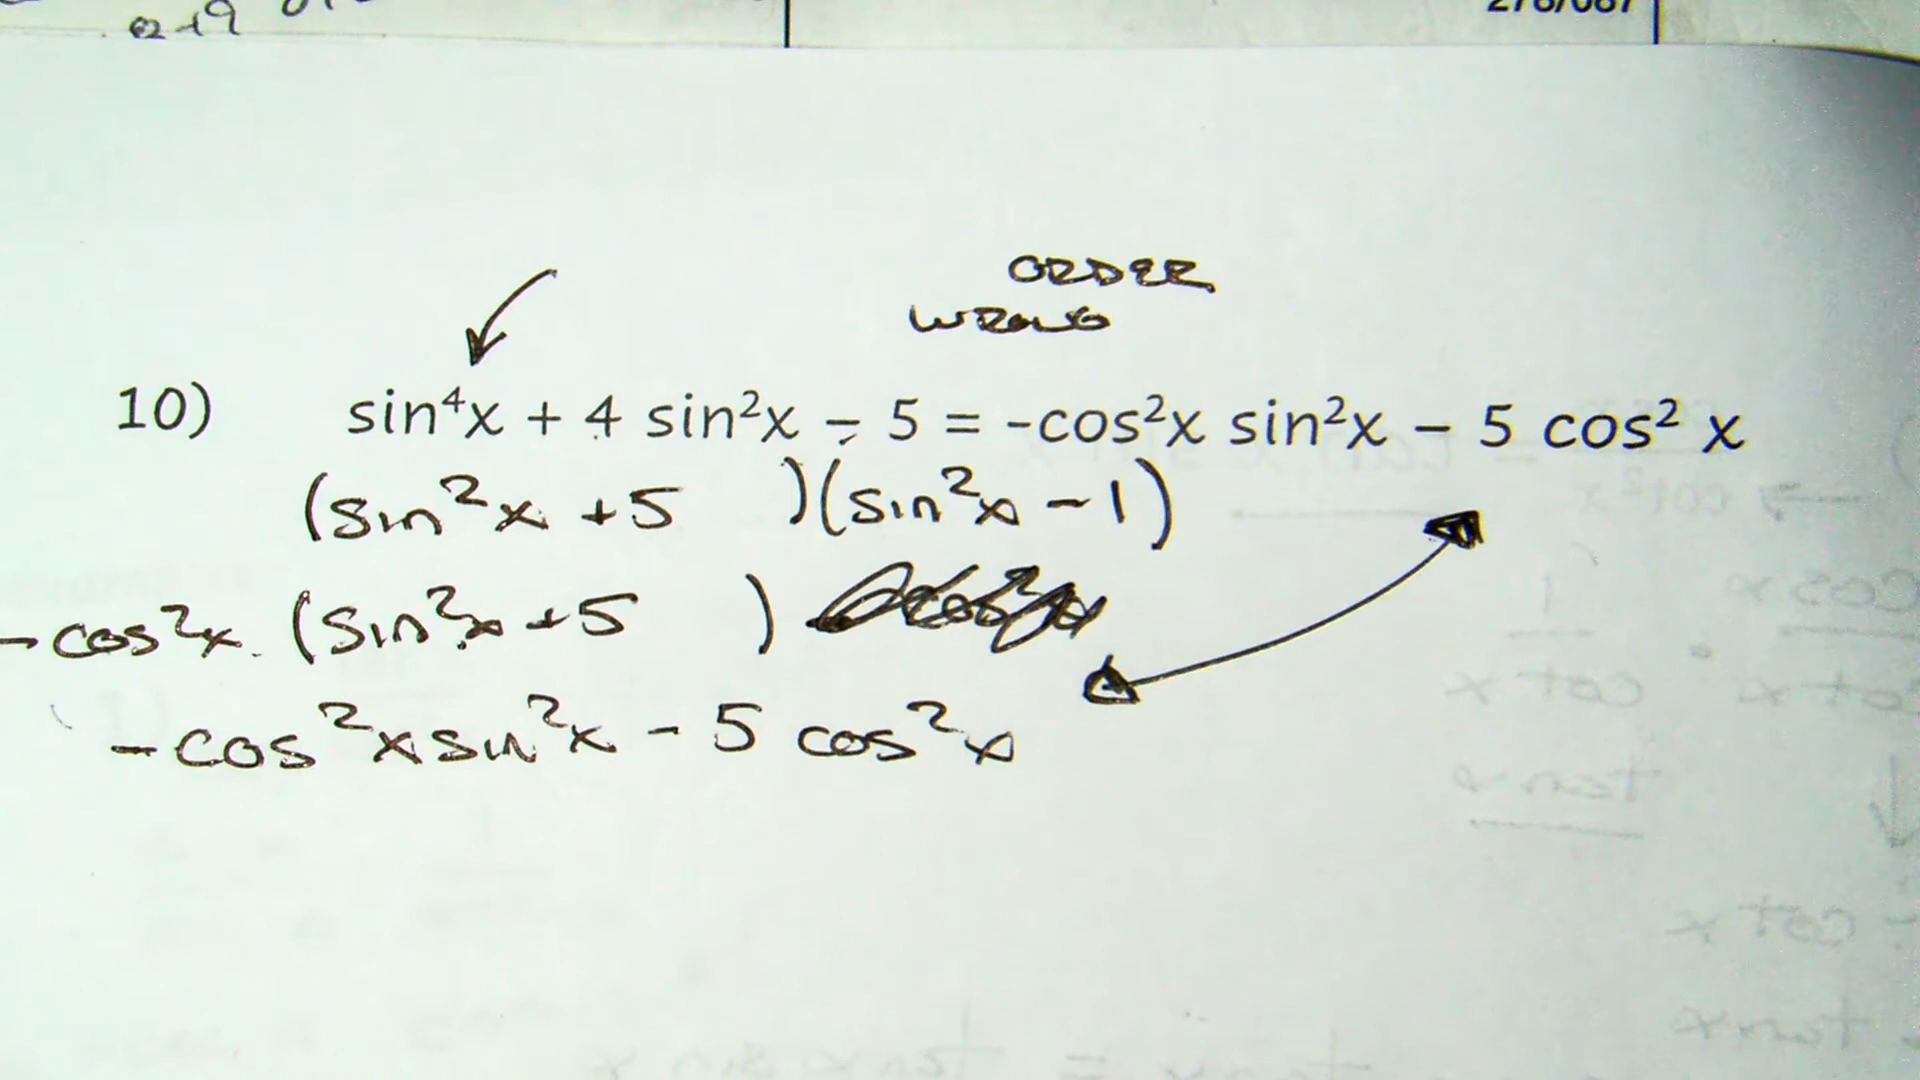 ORDER
WRONG
10) sin⁴x + 4 sin²x – 5 = -cos²x sin²x – 5 cos² x
(sin²x +5 )(sin²x – 1)
–cos²x. (sin²x +5 )
–cos²x sin²x – 5 cos²x